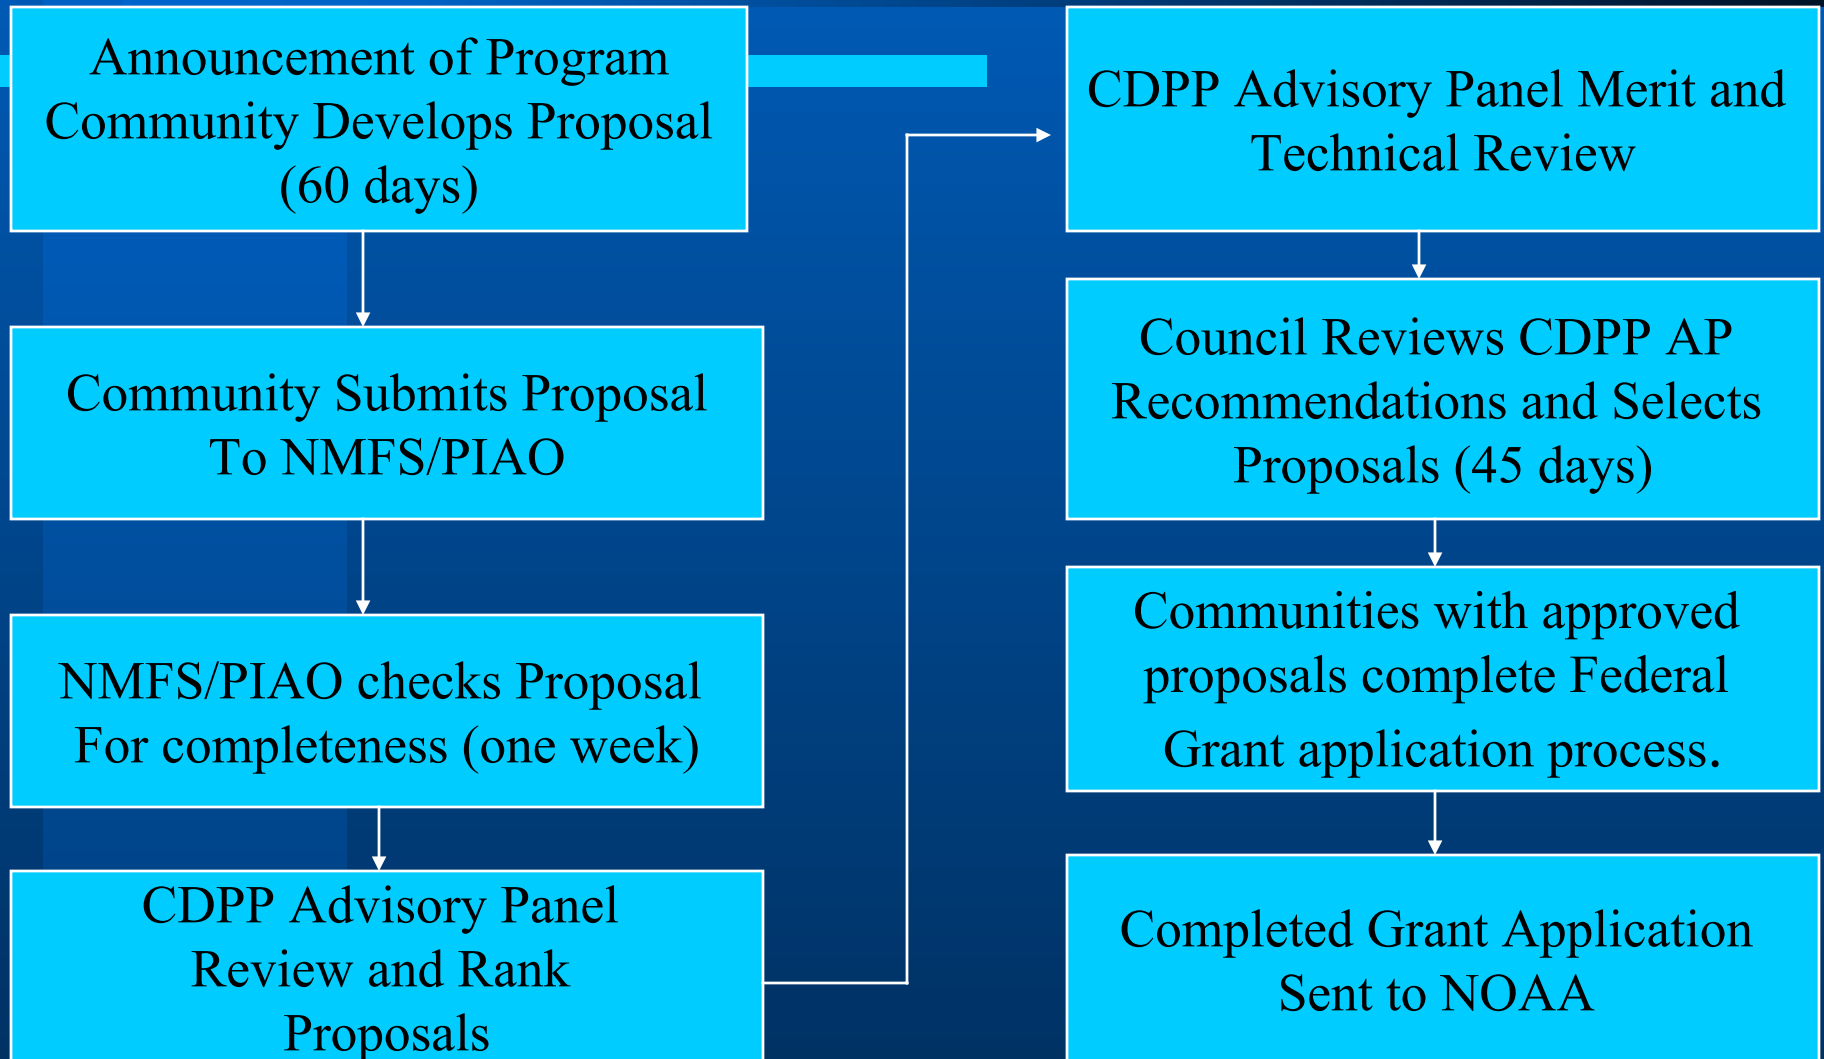 Announcement of Program
Community Develops Proposal
(60 days)
Community Submits Proposal
To NMFS/PIAO
NMFS/PIAO checks Proposal
For completeness (one week)
CDPP Advisory Panel
Review and Rank
Proposals
CDPP Advisory Panel Merit and
Technical Review
Council Reviews CDPP AP
Recommendations and Selects
Proposals (45 days)
Communities with approved
proposals complete Federal
Grant application process.
Completed Grant Application
Sent to NOAA